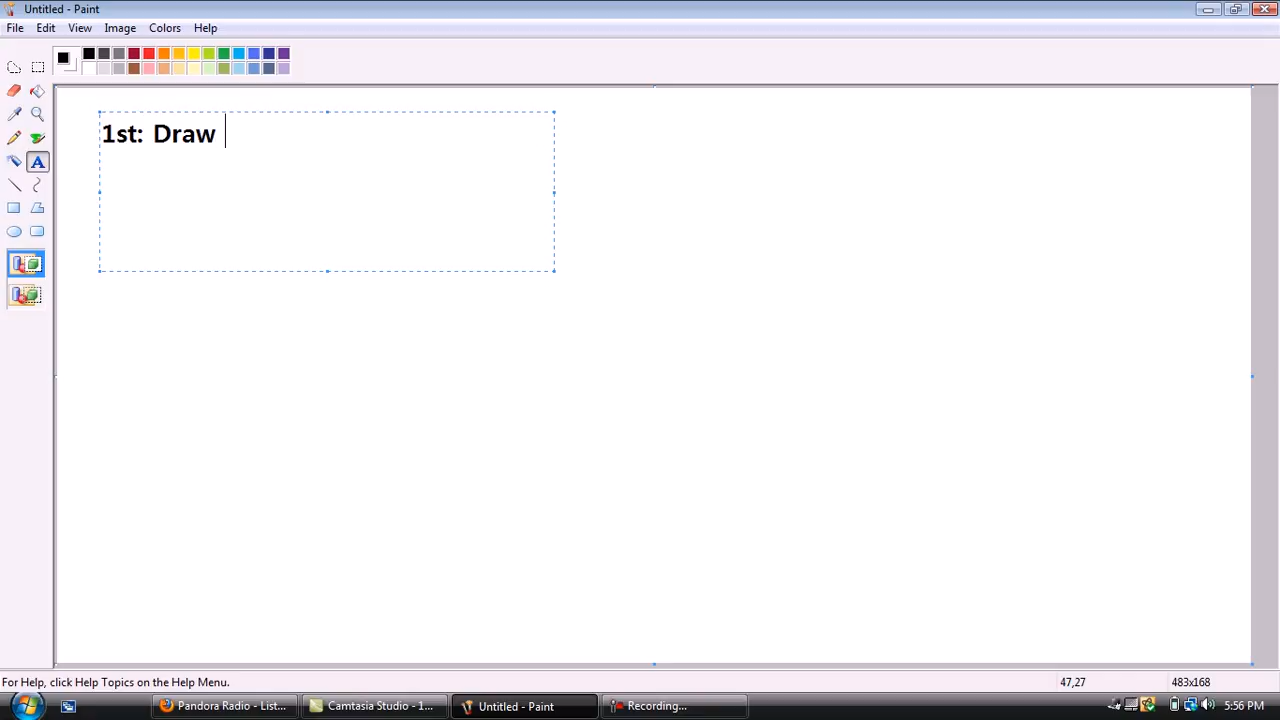 Untitled - Paint
File Edit View Image Colors Help
1st: Draw
For Help, click Help Topics on the Help Menu.
47,27
483x168
Pandora Radio - List...
Camtasia Studio - 1...
Untitled - Paint
Recording...
5:56 PM